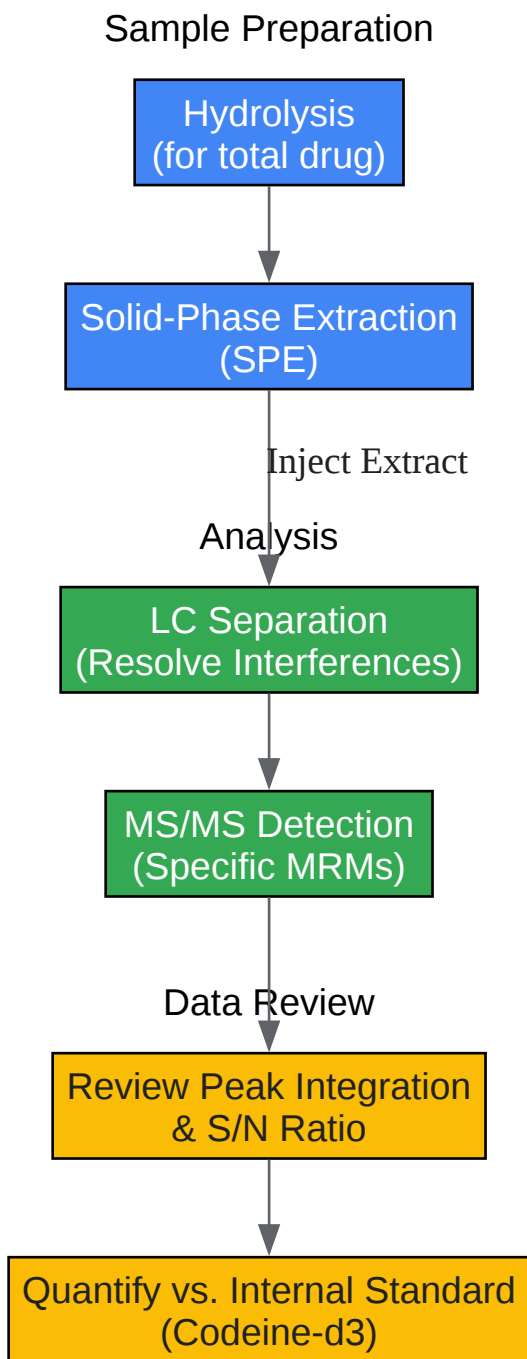 Sample Preparation
Hydrolysis
(for total drug)
Solid-Phase Extraction
(SPE)
Inject Extract
Analysis
LC Separation
(Resolve Interferences)
MS/MS Detection
(Specific MRMs)
Data Review
Review Peak Integration
& S/N Ratio
Quantify vs. Internal Standard
(Codeine-d3)